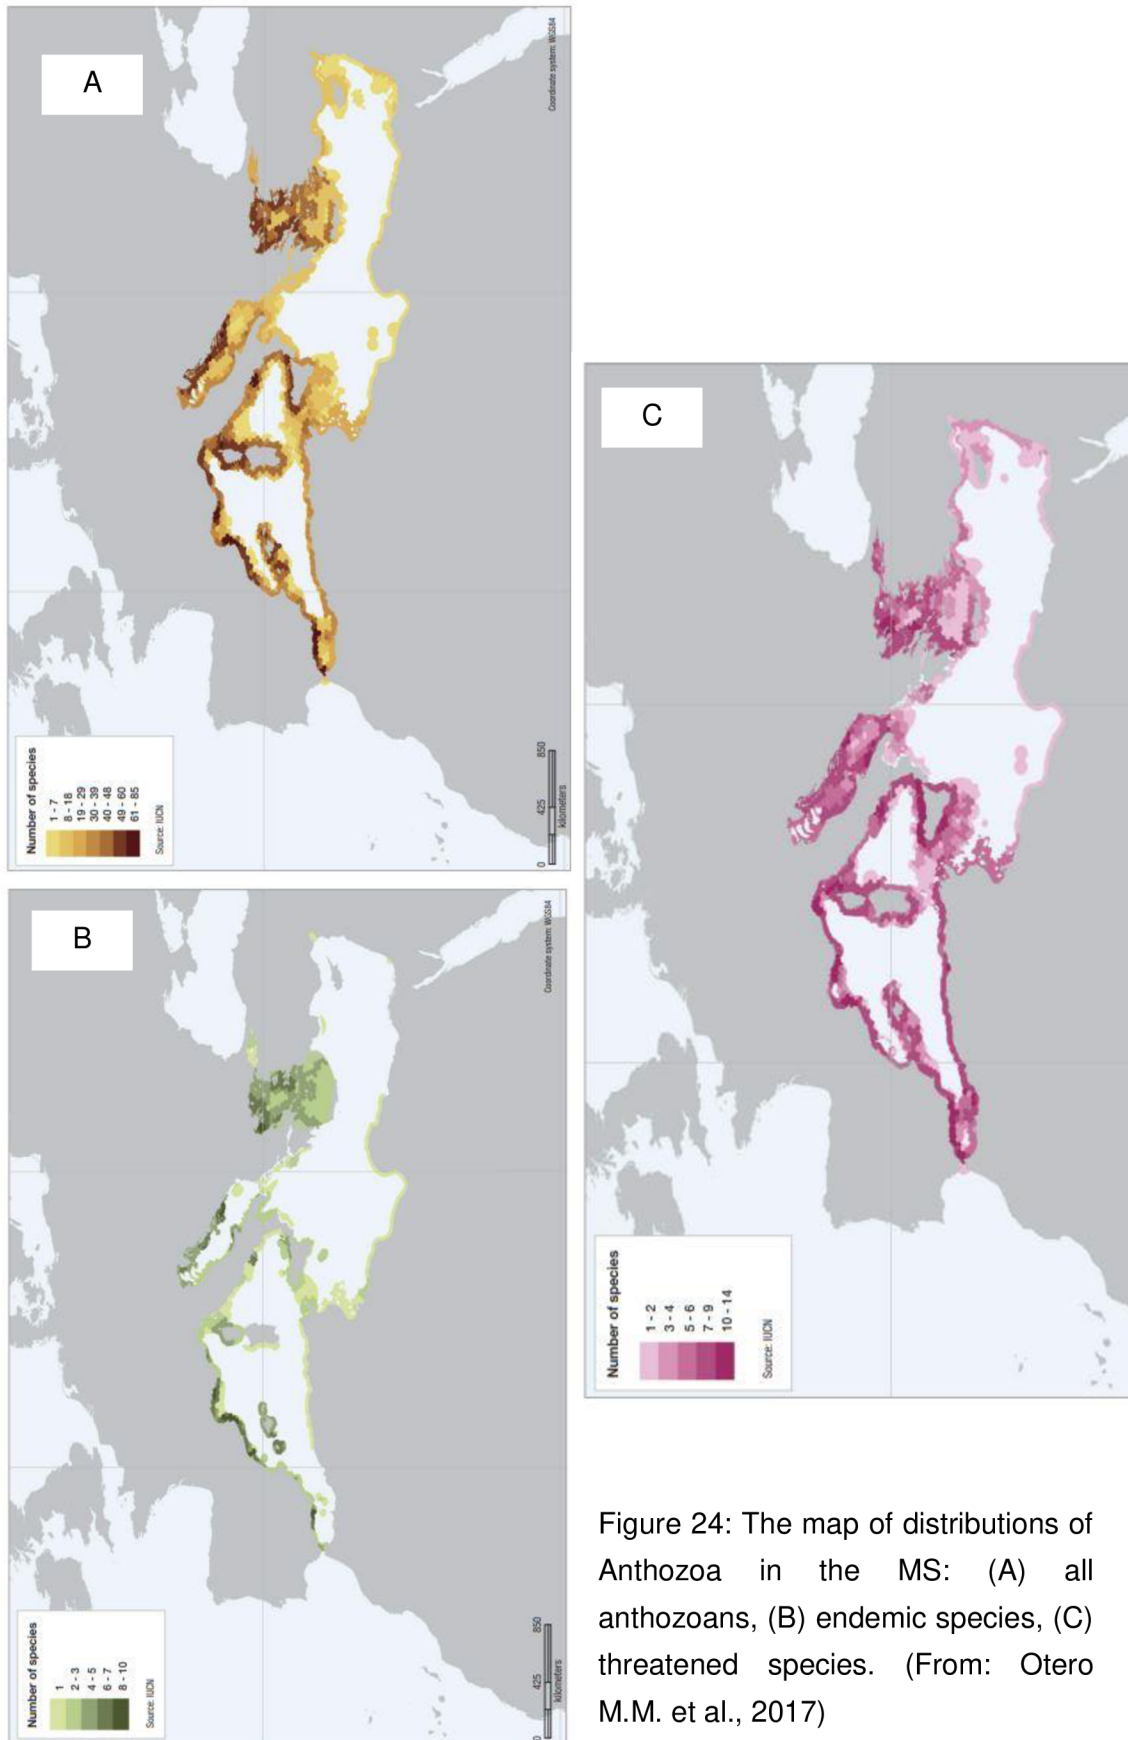 A
Coordinate system: WGS84
Number of species
1 - 7
8 - 18
19 - 29
30 - 39
40 - 48
49 - 60
61 - 85
Source: IUCN
0 425 850
kilometers
B
Coordinate system: WGS84
Number of species
1
2 - 3
4 - 5
6 - 7
8 - 10
Source: IUCN
0 425 850
kilometers
C
Number of species
1 - 2
3 - 4
5 - 6
7 - 9
10 - 14
Source: IUCN
Figure 24: The map of distributions of
Anthozoa in the MS: (A) all
anthozoans, (B) endemic species, (C)
threatened species. (From: Otero
M.M. et al., 2017)